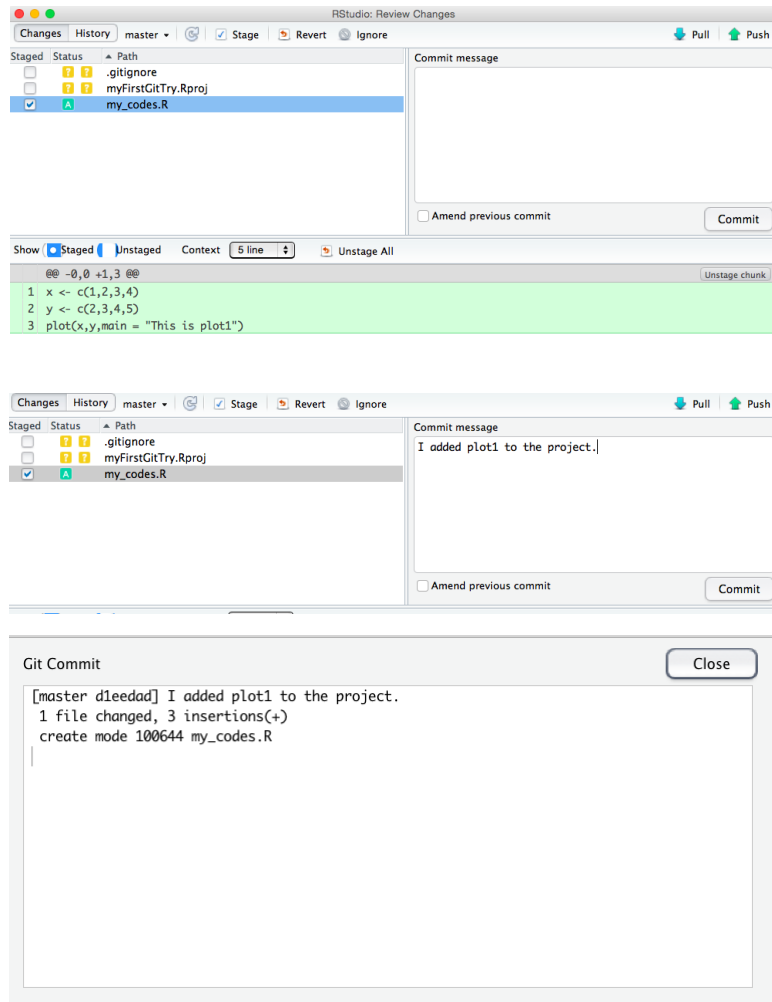 RStudio: Review Changes
Changes History master Stage Revert Ignore Pull Push
Staged Status Path Commit message
? ? .gitignore
? ? myFirstGitTry.Rproj
A my_codes.R
Amend previous commit
Commit
Show Staged Unstaged Context 5 line Unstage All
@@ -0,0 +1,3 @@ Unstage chunk
1 x <- c(1,2,3,4)
2 y <- c(2,3,4,5)
3 plot(x,y,main = "This is plot1")
Changes History master Stage Revert Ignore Pull Push
Staged Status Path Commit message
? ? .gitignore I added plot1 to the project.
? ? myFirstGitTry.Rproj
A my_codes.R
Amend previous commit
Commit
Git Commit Close
[master d1eedad] I added plot1 to the project.
1 file changed, 3 insertions(+)
create mode 100644 my_codes.R